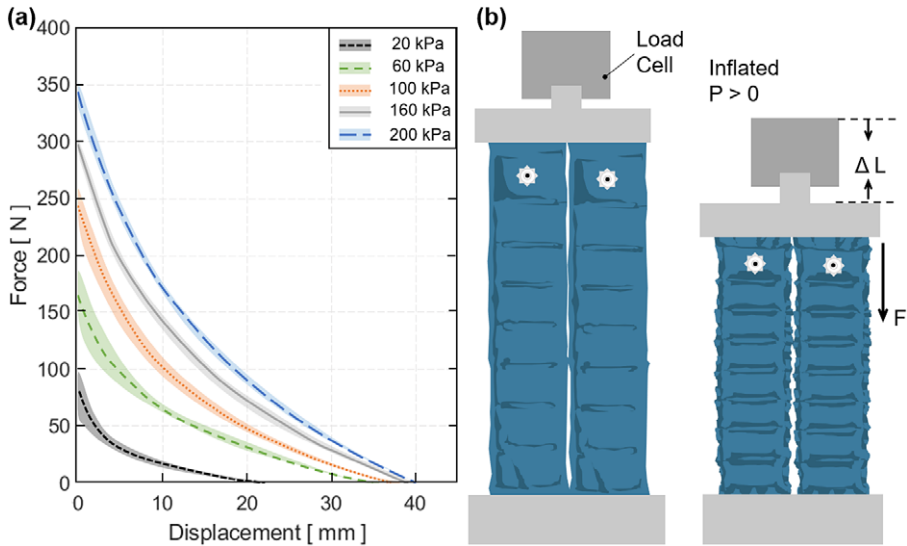 (a)
400
350
300
250
200
150
100
50
0
Force [ N ]
0
10
20
30
40
Displacement [ mm ]
20 kPa
60 kPa
100 kPa
160 kPa
200 kPa
(b)
Load
Cell
Inflated
P > 0
Δ L
F